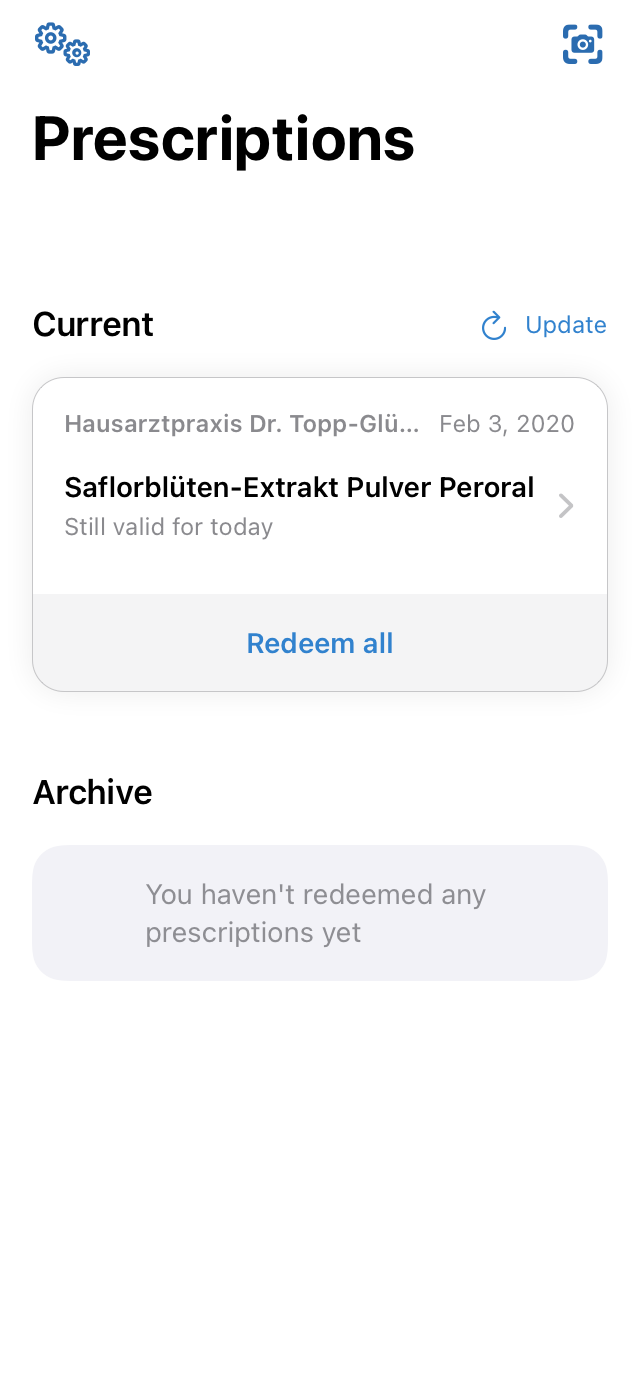 Prescriptions
Current
Update
Hausarztpraxis Dr. Topp-Glü... Feb 3, 2020
Saflorblüten-Extrakt Pulver Peroral
Still valid for today
Redeem all
Archive
You haven't redeemed any
prescriptions yet